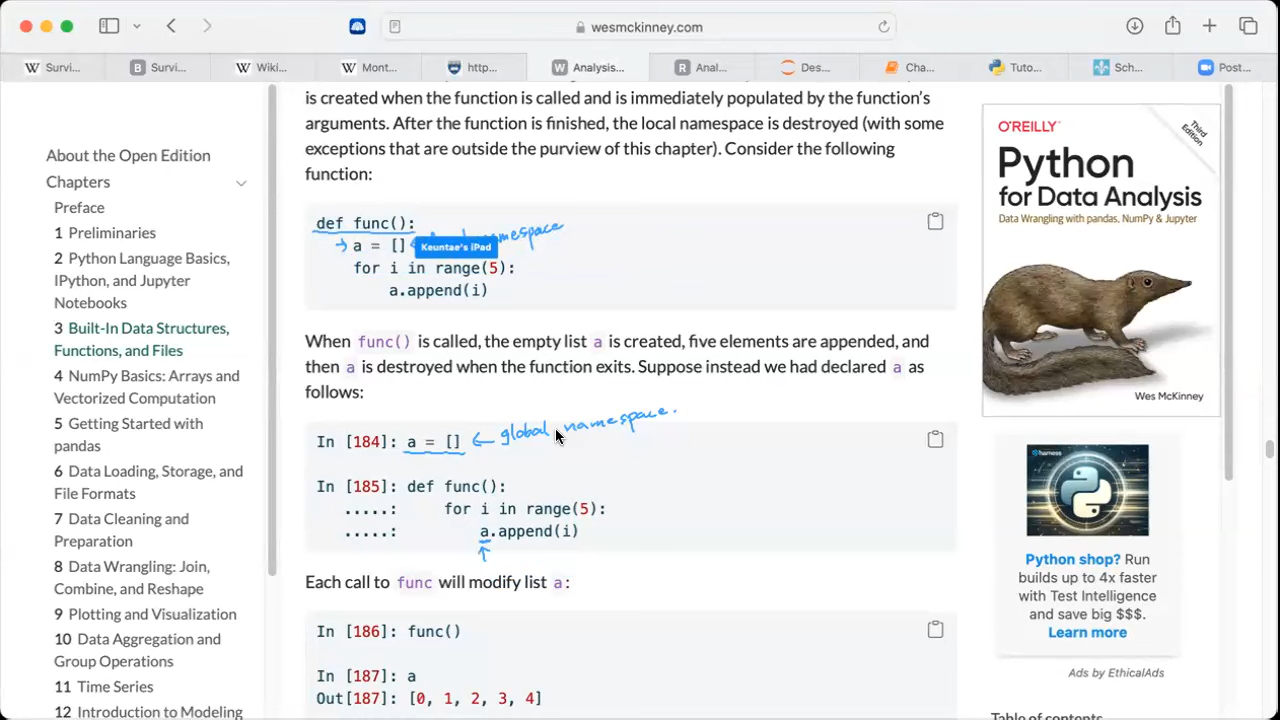 wesmckinney.com
Survi...
Survi...
Wiki...
Mont...
http...
Analysis...
Anal...
Des...
Cha...
Tuto...
Sch...
Post...
About the Open Edition
Chapters
Preface
1 Preliminaries
2 Python Language Basics,
IPython, and Jupyter
Notebooks
3 Built-In Data Structures,
Functions, and Files
4 NumPy Basics: Arrays and
Vectorized Computation
5 Getting Started with
pandas
6 Data Loading, Storage, and
File Formats
7 Data Cleaning and
Preparation
8 Data Wrangling: Join,
Combine, and Reshape
9 Plotting and Visualization
10 Data Aggregation and
Group Operations
11 Time Series
12 Introduction to Modeling
is created when the function is called and is immediately populated by the function's
arguments. After the function is finished, the local namespace is destroyed (with some
exceptions that are outside the purview of this chapter). Consider the following
function:
def func():
a = [] namespace
Keuntae's iPad
for i in range(5):
a.append(i)
When func() is called, the empty list a is created, five elements are appended, and
then a is destroyed when the function exits. Suppose instead we had declared a as
follows:
In [184]: a = [] ← global namespace.
In [185]: def func():
.....: for i in range(5):
.....: a.append(i)
Each call to func will modify list a:
In [186]: func()
In [187]: a
Out[187]: [0, 1, 2, 3, 4]
O'REILLY
Third Edition
Python
for Data Analysis
Data Wrangling with pandas, NumPy & Jupyter
Wes McKinney
harness
Python shop? Run
builds up to 4x faster
with Test Intelligence
and save big $$$.
Learn more
Ads by EthicalAds
Table of contents